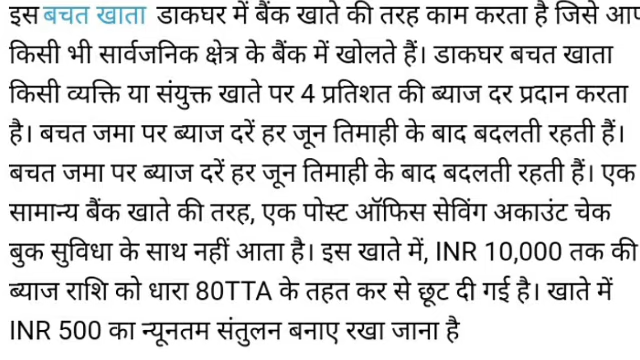 इस बचत खाता डाकघर में बैंक खाते की तरह काम करता है जिसे आप
किसी भी सार्वजनिक क्षेत्र के बैंक में खोलते हैं। डाकघर बचत खाता
किसी व्यक्ति या संयुक्त खाते पर 4 प्रतिशत की ब्याज दर प्रदान करता
है। बचत जमा पर ब्याज दरें हर जून तिमाही के बाद बदलती रहती हैं।
बचत जमा पर ब्याज दरें हर जून तिमाही के बाद बदलती रहती हैं। एक
सामान्य बैंक खाते की तरह, एक पोस्ट ऑफिस सेविंग अकाउंट चेक
बुक सुविधा के साथ नहीं आता है। इस खाते में, INR 10,000 तक की
ब्याज राशि को धारा 80TTA के तहत कर से छूट दी गई है। खाते में
INR 500 का न्यूनतम संतुलन बनाए रखा जाना है